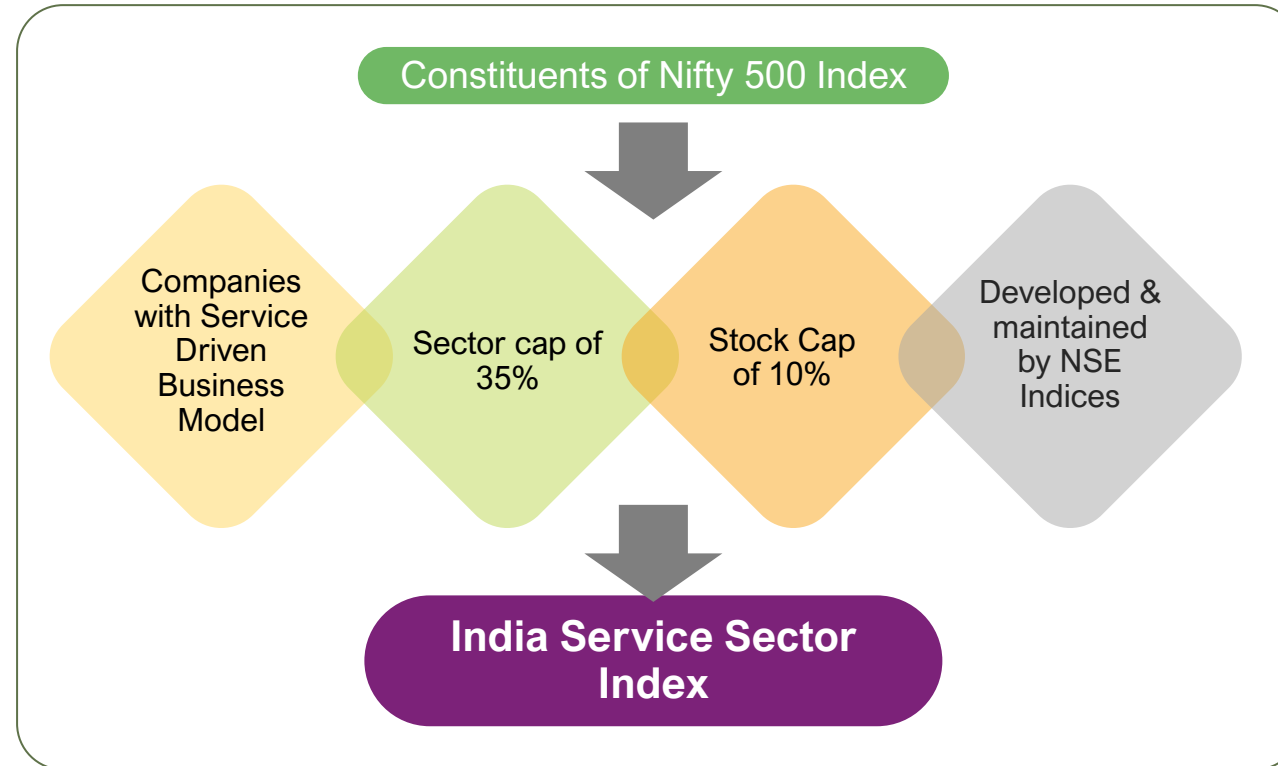 Constituents of Nifty 500 Index
Companies
with Service
Driven
Business
Model
Sector cap of
35%
Stock Cap
of 10%
Developed &
maintained
by NSE
Indices
India Service Sector
Index